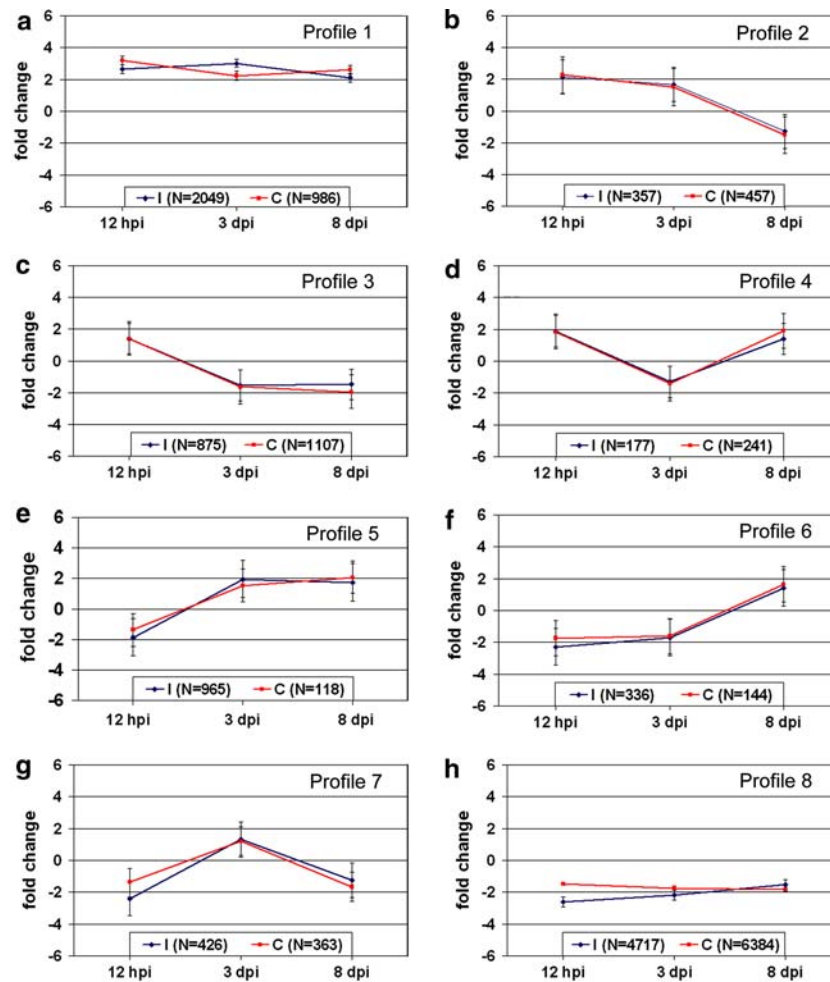 a
Profile 1
fold change
6
4
2
0
-2
-4
-6
I (N=2049) C (N=986)
12 hpi 3 dpi 8 dpi
b
Profile 2
fold change
6
4
2
0
-2
-4
-6
I (N=357) C (N=457)
12 hpi 3 dpi 8 dpi
c
Profile 3
fold change
6
4
2
0
-2
-4
-6
I (N=875) C (N=1107)
12 hpi 3 dpi 8 dpi
d
Profile 4
fold change
6
4
2
0
-2
-4
-6
I (N=177) C (N=241)
12 hpi 3 dpi 8 dpi
e
Profile 5
fold change
6
4
2
0
-2
-4
-6
I (N=965) C (N=118)
12 hpi 3 dpi 8 dpi
f
Profile 6
fold change
6
4
2
0
-2
-4
-6
I (N=336) C (N=144)
12 hpi 3 dpi 8 dpi
g
Profile 7
fold change
6
4
2
0
-2
-4
-6
I (N=426) C (N=363)
12 hpi 3 dpi 8 dpi
h
Profile 8
fold change
6
4
2
0
-2
-4
-6
I (N=4717) C (N=6384)
12 hpi 3 dpi 8 dpi